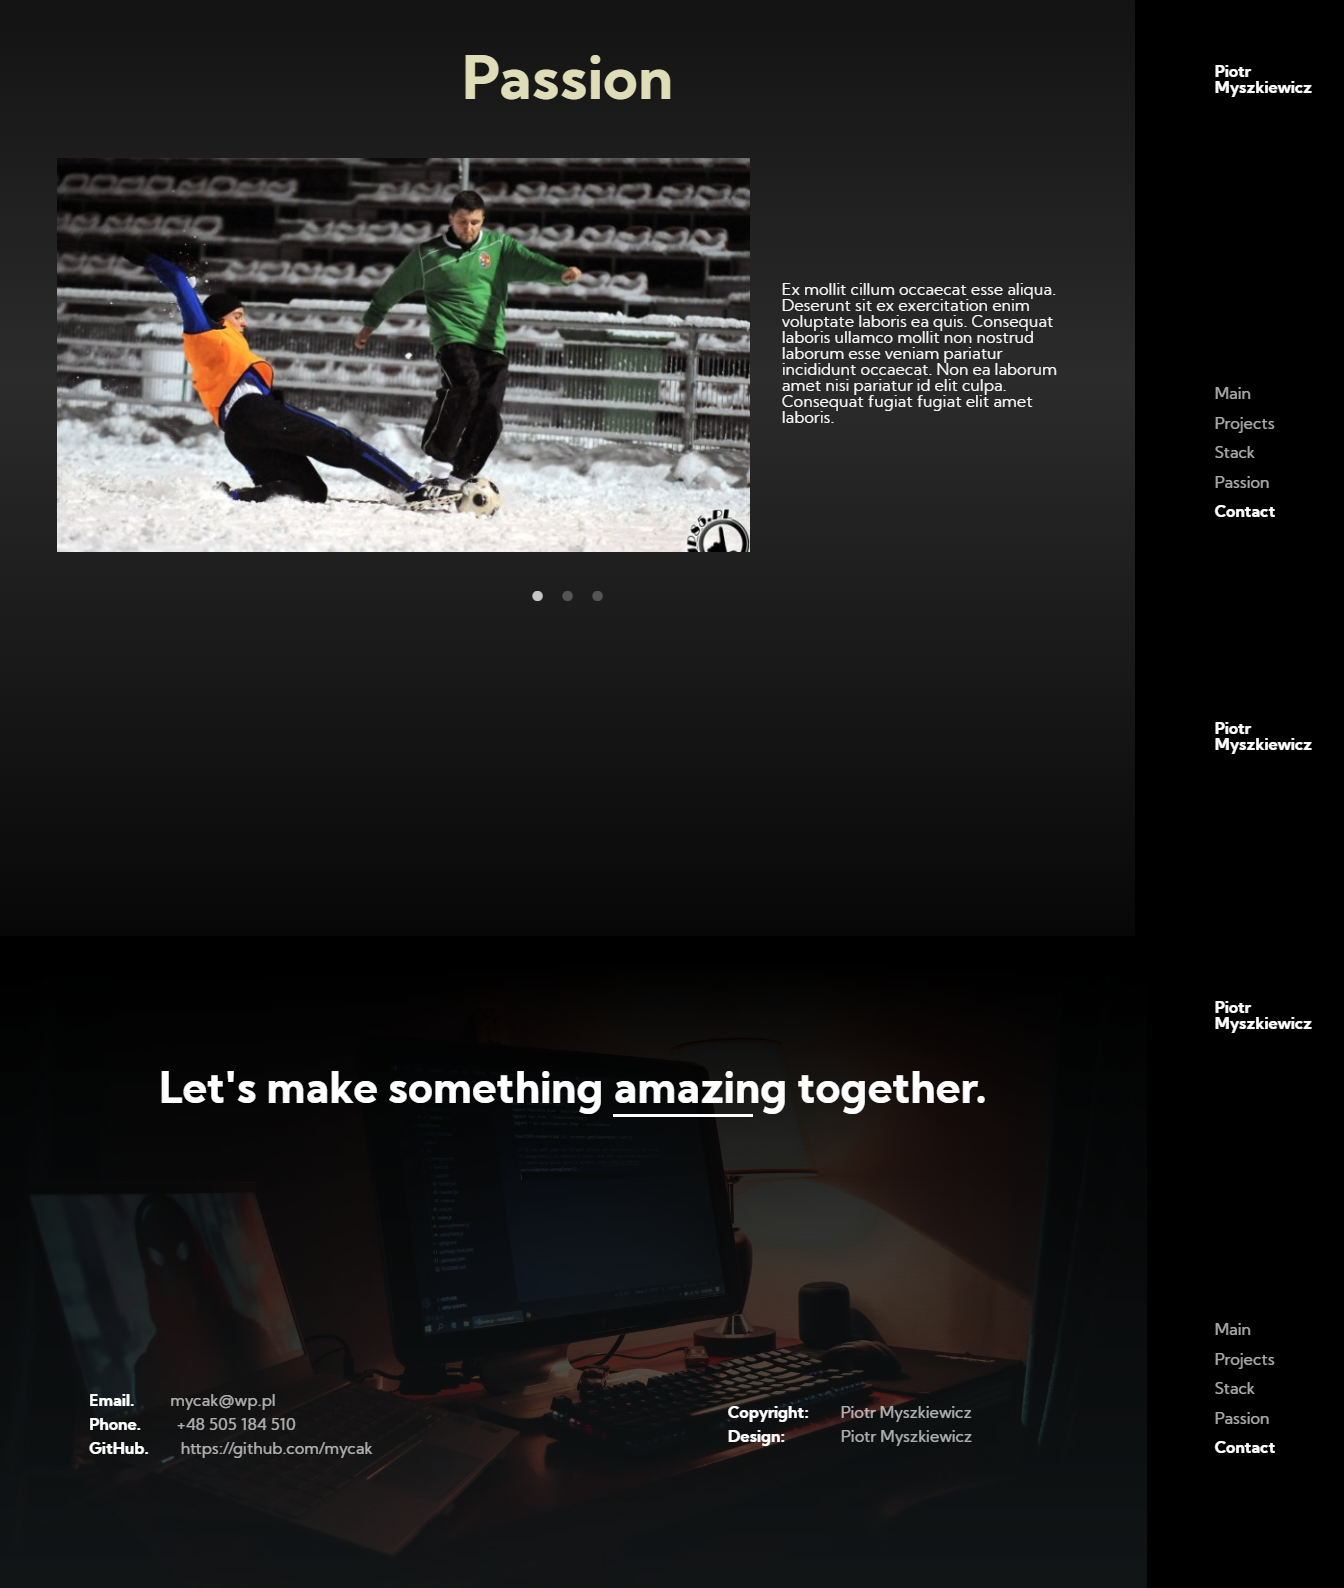 Passion
Ex mollit cillum occaecat esse aliqua.
Deserunt sit ex exercitation enim
voluptate laboris ea quis. Consequat
laboris ullamco mollit non nostrud
laborum esse veniam pariatur
incididunt occaecat. Non ea laborum
amet nisi pariatur id elit culpa.
Consequat fugiat fugiat elit amet
laboris.
Piotr
Myszkiewicz
Main
Projects
Stack
Passion
Contact
Piotr
Myszkiewicz
Let's make something amazing together.
Email. mycak@wp.pl
Phone. +48 505 184 510
GitHub. https://github.com/mycak
Copyright: Piotr Myszkiewicz
Design: Piotr Myszkiewicz
Piotr
Myszkiewicz
Main
Projects
Stack
Passion
Contact